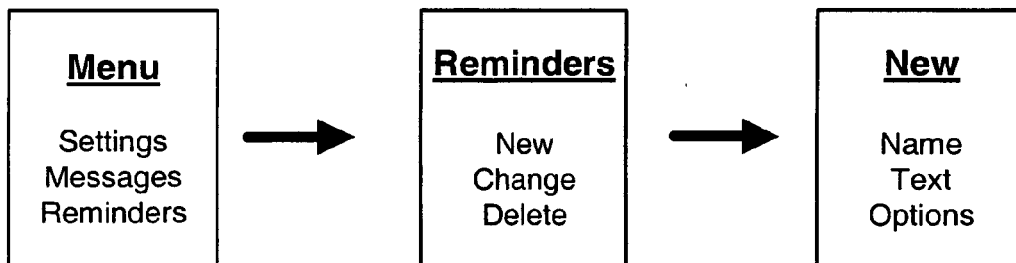 Menu
Settings
Messages
Reminders
Reminders
New
Change
Delete
New
Name
Text
Options